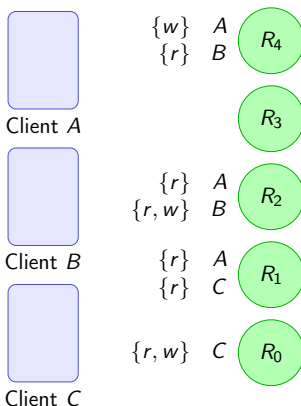 {w} A
{r} B
R4
Client A
R3
{r} A
{r, w} B
R2
Client B
{r} A
{r} C
R1
{r, w} C
R0
Client C